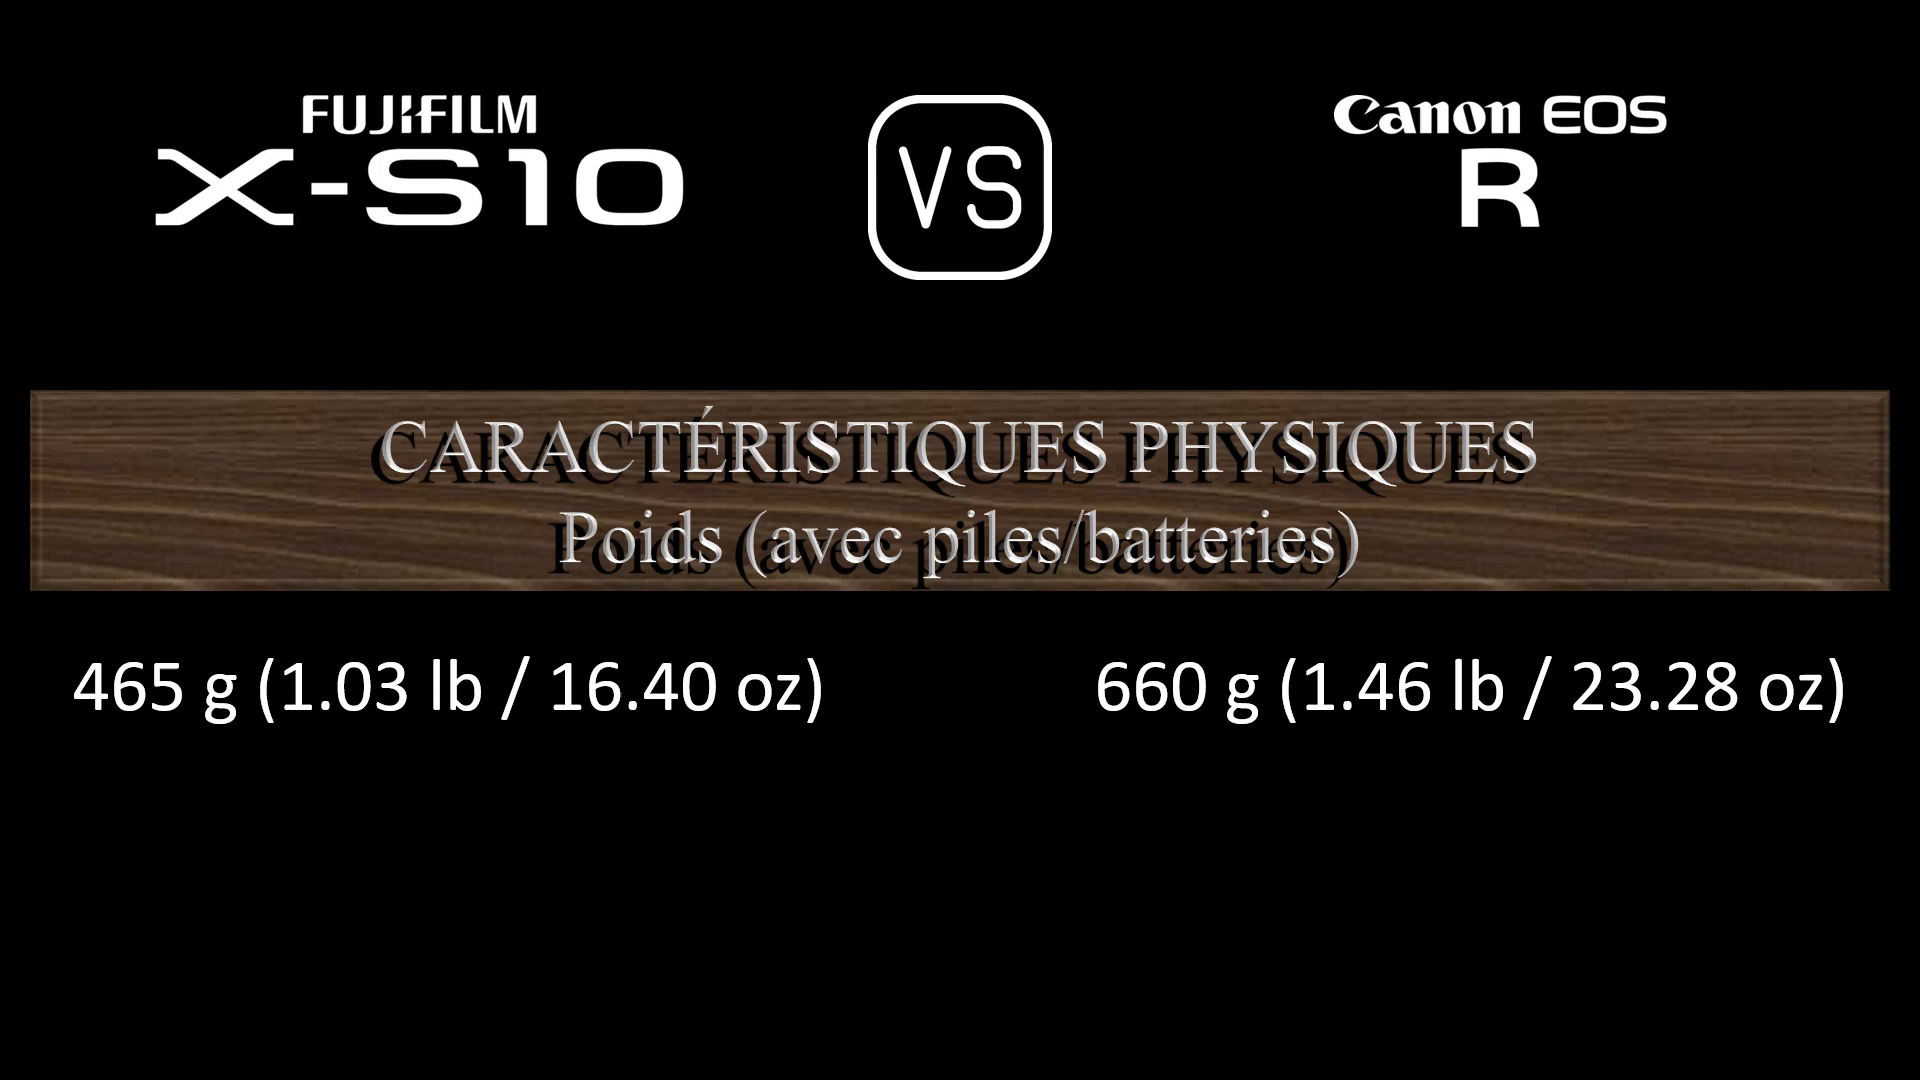 FUJIFILM
X-S10
VS
Canon EOS
R
CARACTÉRISTIQUES PHYSIQUES
Poids (avec piles/batteries)
465 g (1.03 lb / 16.40 oz)
660 g (1.46 lb / 23.28 oz)